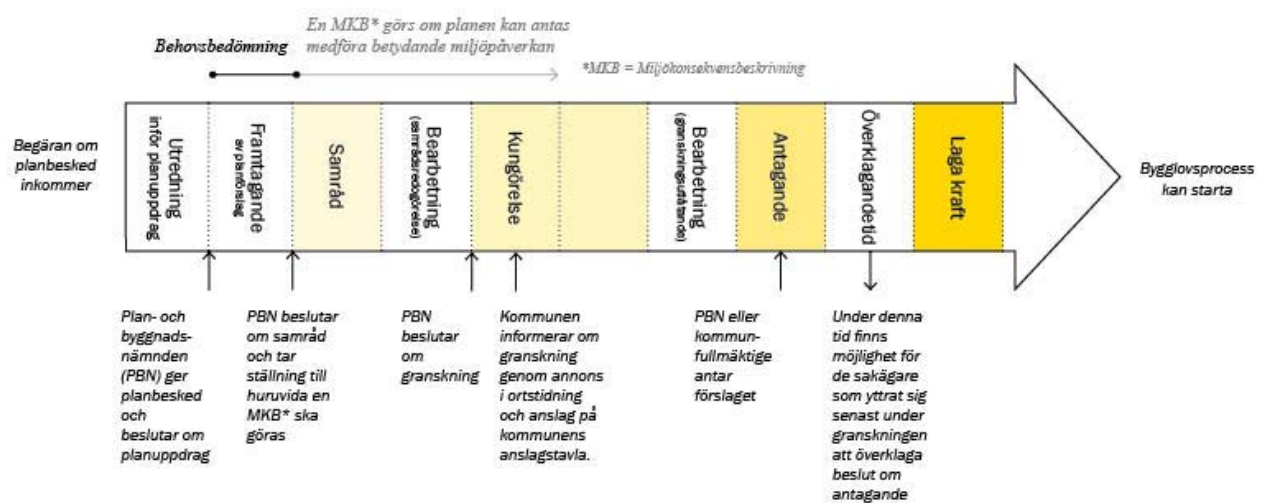 En MKB* görs om planen kan antas
medföra betydande miljöpåverkan
Behovsbedömning
*MKB = Miljökonsekvensbeskrivning
Begäran om
planbesked
inkommer
Utredning
inför planuppdrag
Framtagande
av planförslag
Samråd
Bearbetning
(samrådsredogörelse)
Kungörelse
Bearbetning
(granskningsutlåtande)
Antagande
Överklagandetid
Laga kraft
Bygglovsprocess
kan starta
Plan- och
byggnads-
nämnden
(PBN) ger
planbesked
och
beslutar om
planuppdrag
PBN beslutar
om samråd
och tar
ställning till
huruvida en
MKB* ska
göras
PBN
beslutar
om
granskning
Kommunen
informerar om
granskning
genom annons
i ortstidning
och anslag på
kommunens
anslagstavla.
PBN eller
kommun-
fullmäktige
antar
förslaget
Under denna
tid finns
möjlighet för
de sakägare
som yttrat sig
senast under
granskningen
att överklaga
beslut om
antagande